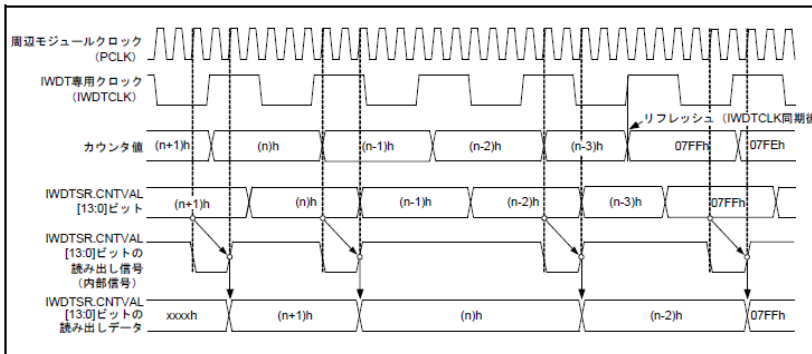 周辺モジュールクロック
（PCLK）
IWDT専用クロック
（IWDTCLK）
リフレッシュ（IWDTCLK同期後
カウンタ値 (n+1)h (n)h (n-1)h (n-2)h (n-3)h 07FFh 07FEh
IWDTSR.CNTVAL
[13:0]ビット (n+1)h (n)h (n-1)h (n-2)h (n-3)h 07FFh
IWDTSR.CNTVAL
[13:0]ビットの
読み出し信号
（内部信号）
IWDTSR.CNTVAL
[13:0]ビットの
読み出しデータ xxxxh (n+1)h (n)h (n-2)h 07FFh